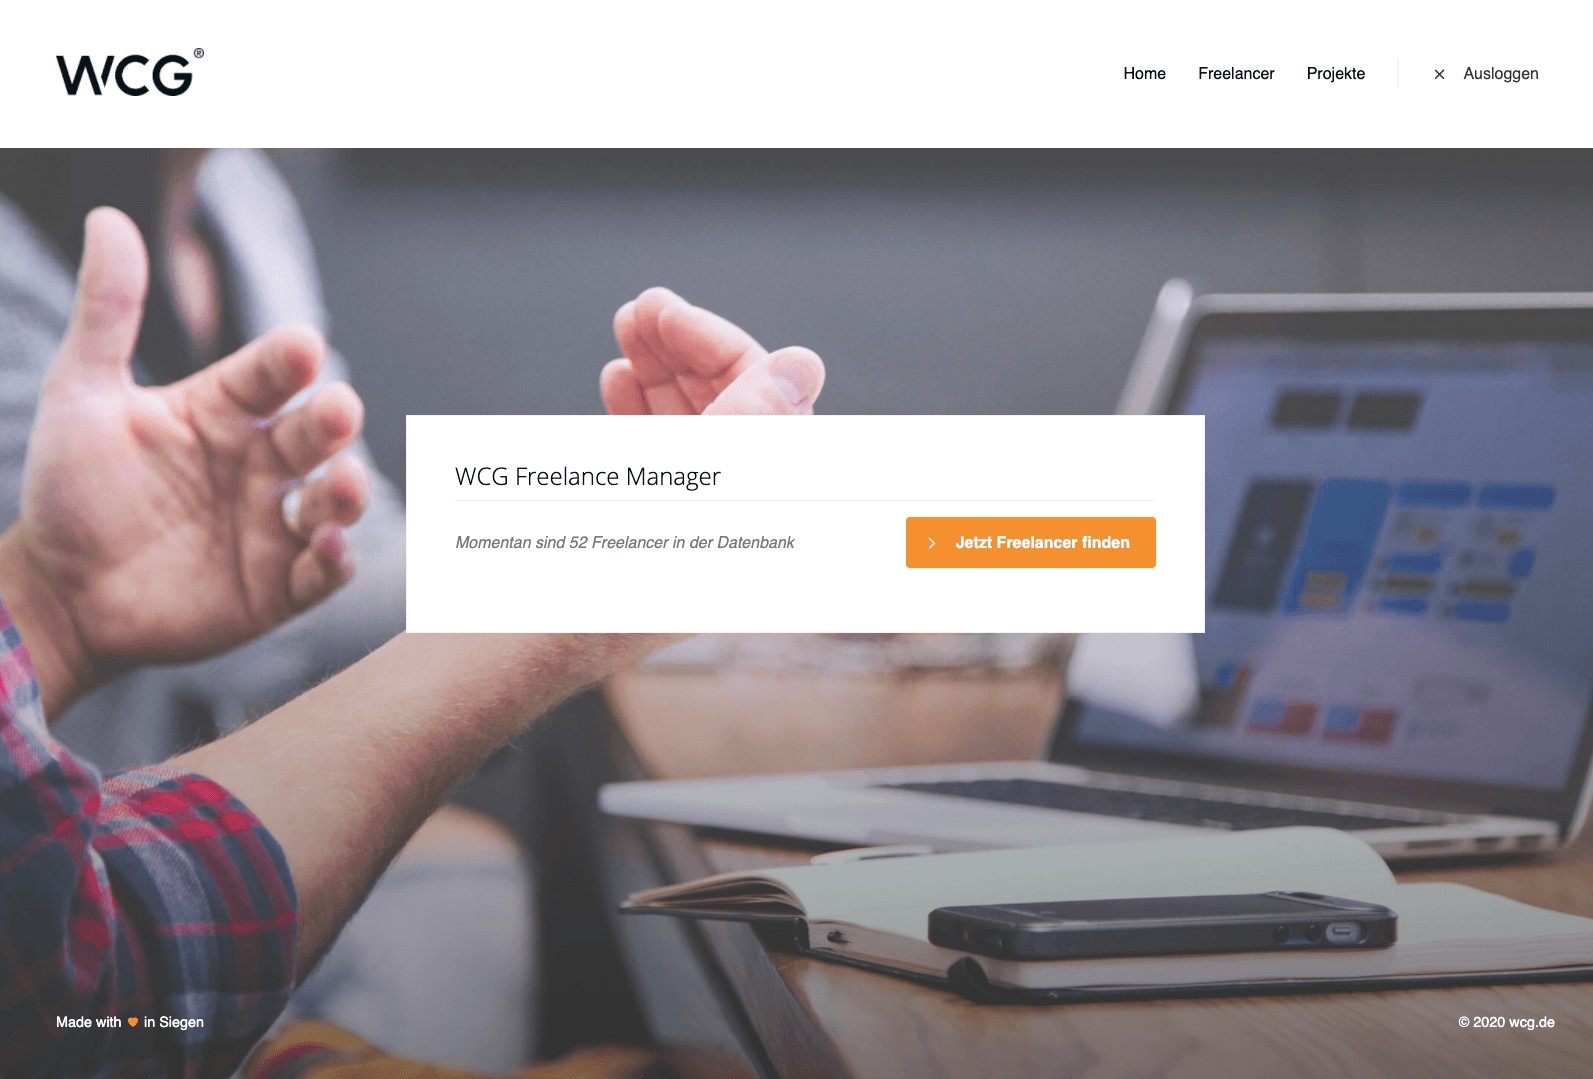 WCG®
Home
Freelancer
Projekte
× Ausloggen
WCG Freelance Manager
Momentan sind 52 Freelancer in der Datenbank
Jetzt Freelancer finden
Made with 🧡 in Siegen
© 2020 wcg.de